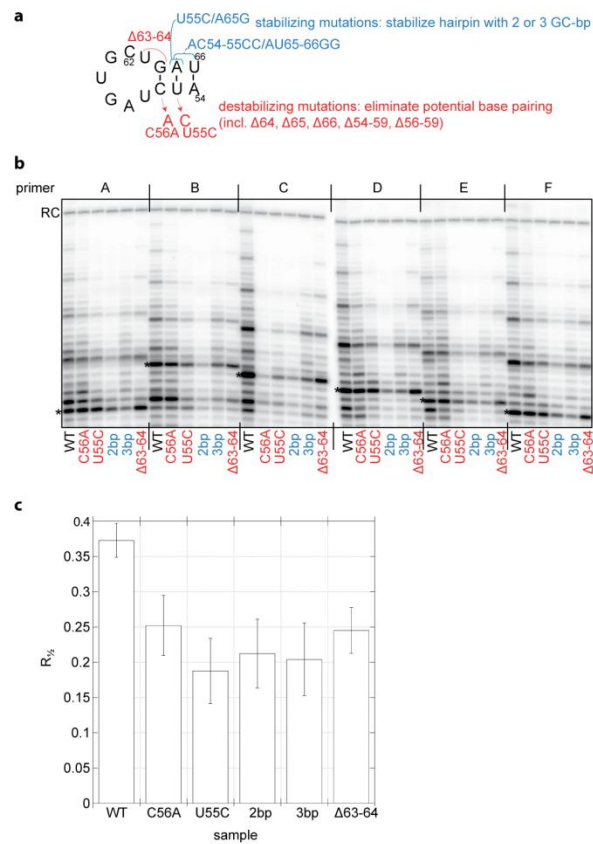 a
U55C/A65G stabilizing mutations: stabilize hairpin with 2 or 3 GC-bp
Δ63-64
AC54-55CC/AU65-66GG
G C U G A U
62 66
U
G A U C U A
54
A C
C56A U55C
destabilizing mutations: eliminate potential base pairing
(incl. Δ64, Δ65, Δ66, Δ54-59, Δ56-59)
b
primer A B C D E F
RC
* * * * * *
WT C56A U55C 2bp 3bp Δ63-64 WT C56A U55C 2bp 3bp Δ63-64 WT C56A U55C 2bp 3bp Δ63-64 WT C56A U55C 2bp 3bp Δ63-64 WT C56A U55C 2bp 3bp Δ63-64 WT C56A U55C 2bp 3bp Δ63-64
c
0.4
0.35
0.3
0.25
0.2
0.15
0.1
0.05
0
R½
WT C56A U55C 2bp 3bp Δ63-64
sample